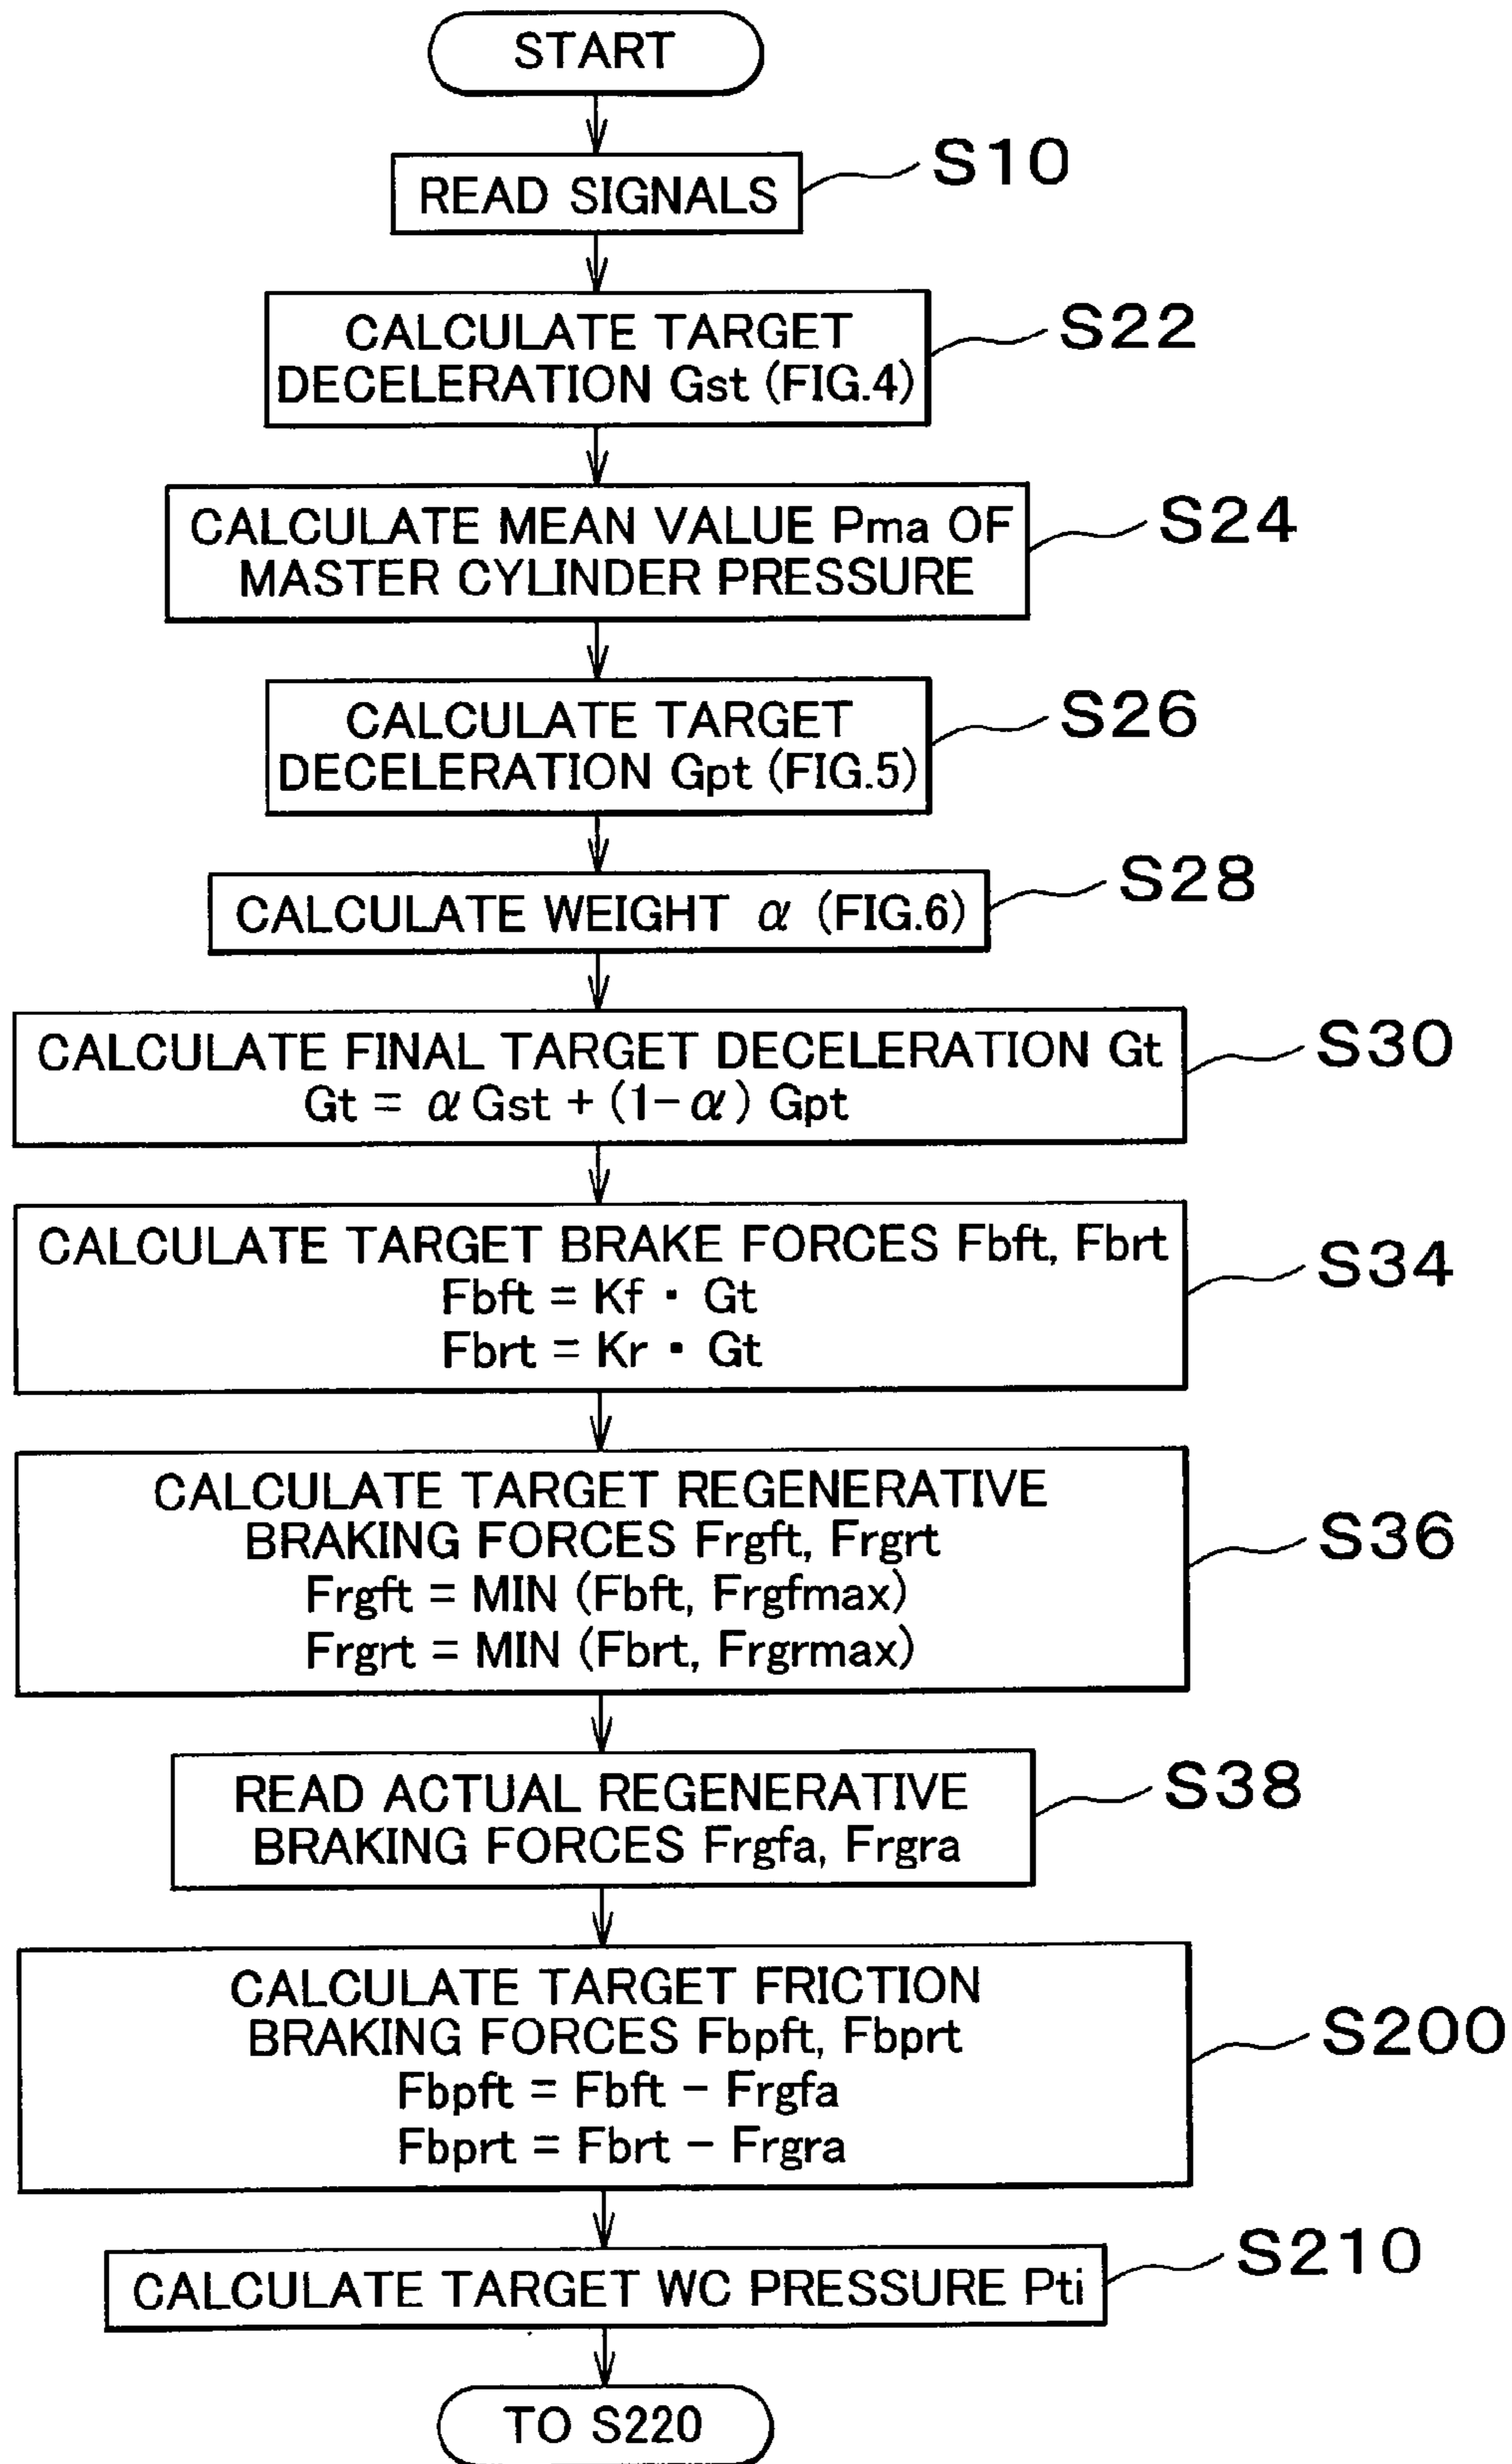 START
READ SIGNALS
S10
CALCULATE TARGET
DECELERATION Gst (FIG.4)
S22
CALCULATE MEAN VALUE Pma OF
MASTER CYLINDER PRESSURE
S24
CALCULATE TARGET
DECELERATION Gpt (FIG.5)
S26
CALCULATE WEIGHT α (FIG.6)
S28
CALCULATE FINAL TARGET DECELERATION Gt
Gt = α Gst + (1-α) Gpt
S30
CALCULATE TARGET BRAKE FORCES Fbft, Fbrt
Fbft = Kf · Gt
Fbrt = Kr · Gt
S34
CALCULATE TARGET REGENERATIVE
BRAKING FORCES Frgft, Frgrt
Frgft = MIN (Fbft, Frgfmax)
Frgrt = MIN (Fbrt, Frgrmax)
S36
READ ACTUAL REGENERATIVE
BRAKING FORCES Frgfa, Frgra
S38
CALCULATE TARGET FRICTION
BRAKING FORCES Fbpft, Fbprt
Fbpft = Fbft - Frgfa
Fbprt = Fbrt - Frgra
S200
CALCULATE TARGET WC PRESSURE Pti
S210
TO S220